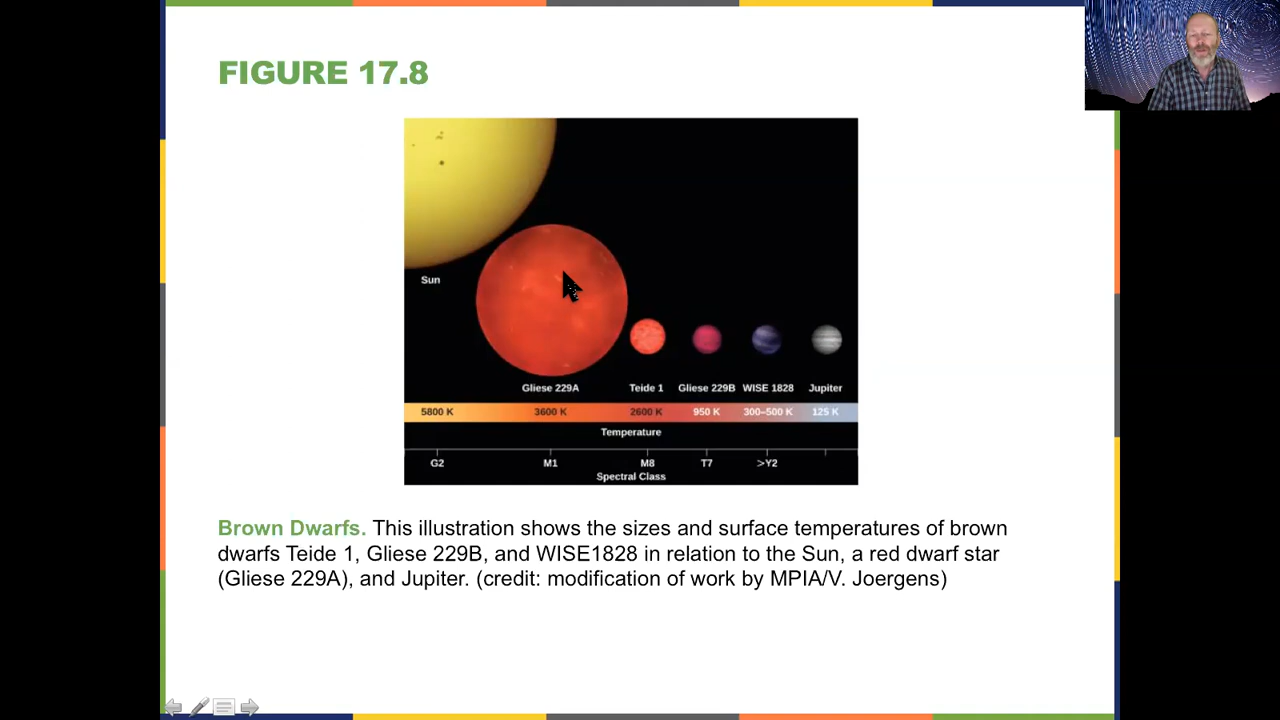 FIGURE 17.8
Sun
Gliese 229A Teide 1 Gliese 229B WISE 1828 Jupiter
5800 K 3600 K 2600 K 950 K 300–500 K 125 K
Temperature
G2 M1 M8 T7 >Y2
Spectral Class
Brown Dwarfs. This illustration shows the sizes and surface temperatures of brown
dwarfs Teide 1, Gliese 229B, and WISE1828 in relation to the Sun, a red dwarf star
(Gliese 229A), and Jupiter. (credit: modification of work by MPIA/V. Joergens)